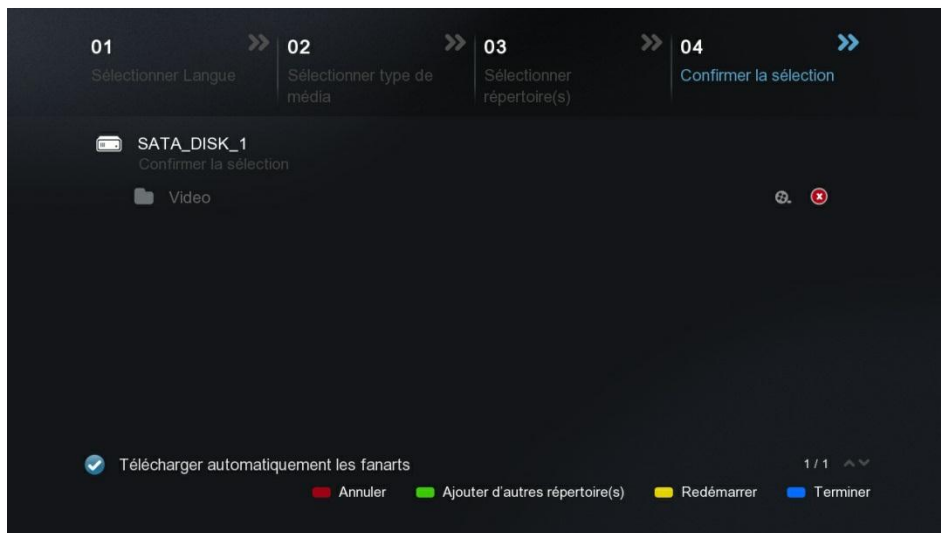 01
02
03
04
Sélectionner Langue
Sélectionner type de
média
Sélectionner
répertoire(s)
Confirmer la sélection
SATA_DISK_1
Confirmer la sélection
Video
Télécharger automatiquement les fanarts
1 / 1
Annuler
Ajouter d'autres répertoire(s)
Redémarrer
Terminer